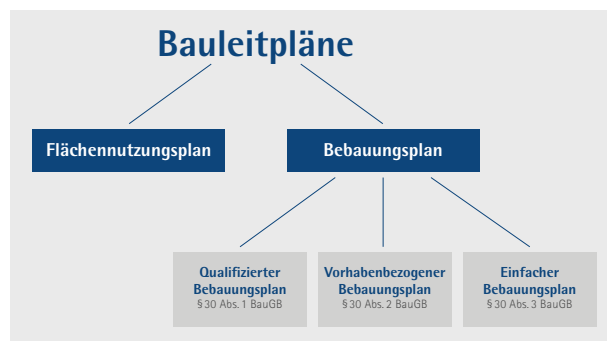 Bauleitpläne
Flächennutzungsplan
Bebauungsplan
Qualifizierter
Bebauungsplan
§ 30 Abs. 1 BauGB
Vorhabenbezogener
Bebauungsplan
§ 30 Abs. 2 BauGB
Einfacher
Bebauungsplan
§ 30 Abs. 3 BauGB